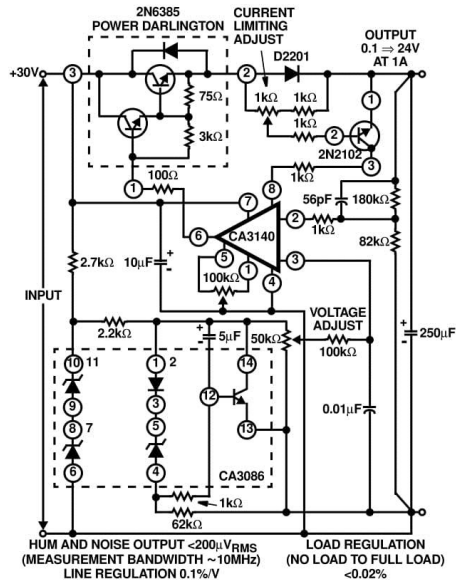 2N6385
POWER DARLINGTON
CURRENT
LIMITING
ADJUST
D2201
OUTPUT
0.1 ⇒ 24V
AT 1A
+30V
3
2
75Ω
3kΩ
1kΩ
1kΩ
1kΩ
1
2
2N2102
3
1kΩ
1
100Ω
8
7
6
CA3140
2
1kΩ
56pF
180kΩ
82kΩ
5
1
3
4
100kΩ
2.7kΩ
10μF
+
-
INPUT
VOLTAGE
ADJUST
2.2kΩ
+
-
5μF
50kΩ
100kΩ
+
-
250μF
0.01μF
10
11
9
8
7
6
1
2
3
5
4
12
14
13
CA3086
1kΩ
62kΩ
HUM AND NOISE OUTPUT <200μVRMS
(MEASUREMENT BANDWIDTH ~10MHz)
LINE REGULATION 0.1%/V
LOAD REGULATION
(NO LOAD TO FULL LOAD)
<0.02%